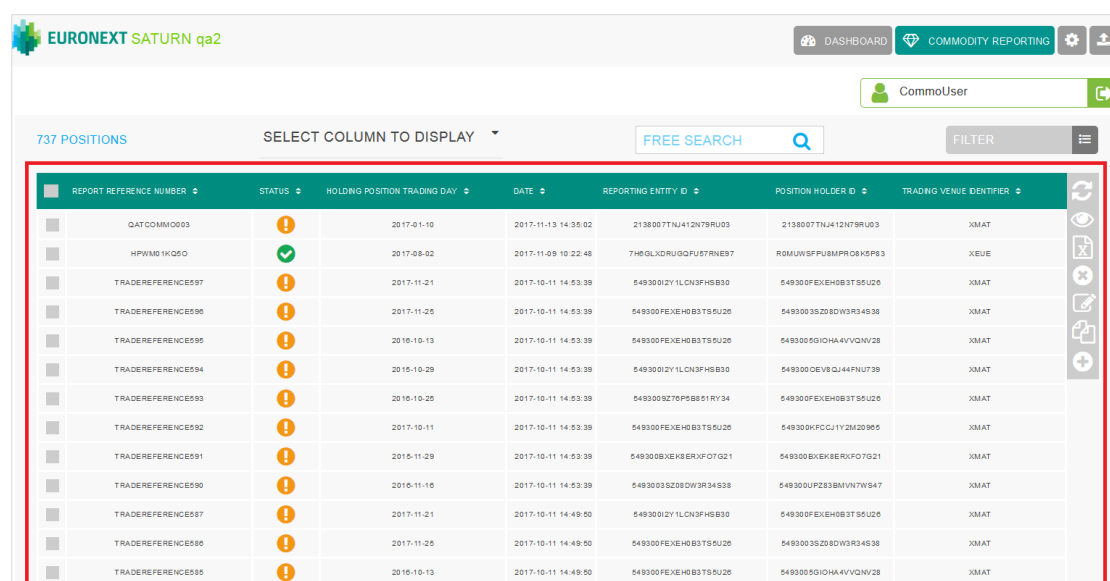 EURONEXT SATURN qa2
DASHBOARD COMMODITY REPORTING
CommoUser
737 POSITIONS SELECT COLUMN TO DISPLAY FREE SEARCH FILTER
REPORT REFERENCE NUMBER STATUS HOLDING POSITION TRADING DAY DATE REPORTING ENTITY ID POSITION HOLDER ID TRADING VENUE IDENTIFIER
QATCOMMO003 2017-01-10 2017-11-13 14:35:02 2138007TNJ412N79RU03 2138007TNJ412N79RU03 XMAT
HPWM01KQ5O 2017-08-02 2017-11-09 10:22:48 7H6GLXDRUGQFU57RNE97 R0MUWSFPU8MPRO8K5P83 XEUE
TRADEREFERENCE597 2017-11-21 2017-10-11 14:53:39 549300I2Y1LCN3FHSB30 549300FEXEH0B3TS5U26 XMAT
TRADEREFERENCE596 2017-11-25 2017-10-11 14:53:39 549300FEXEH0B3TS5U26 5493003SZ08DW3R34S38 XMAT
TRADEREFERENCE595 2016-10-13 2017-10-11 14:53:39 549300FEXEH0B3TS5U26 5493005GIOHA4VVQNV28 XMAT
TRADEREFERENCE594 2015-10-29 2017-10-11 14:53:39 549300I2Y1LCN3FHSB30 549300OEV8QJ44FNU739 XMAT
TRADEREFERENCE593 2016-10-25 2017-10-11 14:53:39 5493009Z76P5B851RY34 549300FEXEH0B3TS5U26 XMAT
TRADEREFERENCE592 2017-10-11 2017-10-11 14:53:39 549300FEXEH0B3TS5U26 549300KFCCJ1Y2M20965 XMAT
TRADEREFERENCE591 2015-11-29 2017-10-11 14:53:39 549300BXEK8ERXFO7G21 549300BXEK8ERXFO7G21 XMAT
TRADEREFERENCE590 2016-11-16 2017-10-11 14:53:39 5493003SZ08DW3R34S38 549300UPZ83BMVN7WS47 XMAT
TRADEREFERENCE587 2017-11-21 2017-10-11 14:49:50 549300I2Y1LCN3FHSB30 549300FEXEH0B3TS5U26 XMAT
TRADEREFERENCE586 2017-11-25 2017-10-11 14:49:50 549300FEXEH0B3TS5U26 5493003SZ08DW3R34S38 XMAT
TRADEREFERENCE585 2016-10-13 2017-10-11 14:49:50 549300FEXEH0B3TS5U26 5493005GIOHA4VVQNV28 XMAT